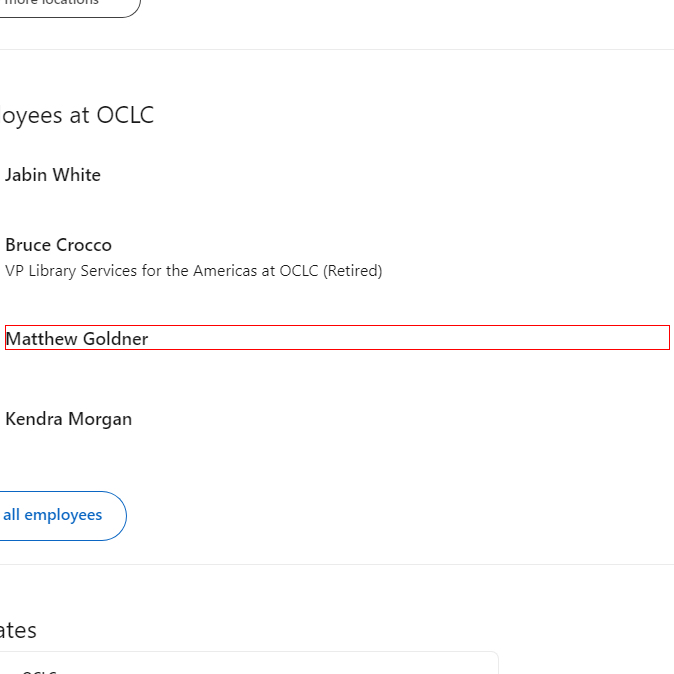 more locations
oyees at OCLC
Jabin White
Bruce Crocco
VP Library Services for the Americas at OCLC (Retired)
Matthew Goldner
Kendra Morgan
all employees
ates
OCLC